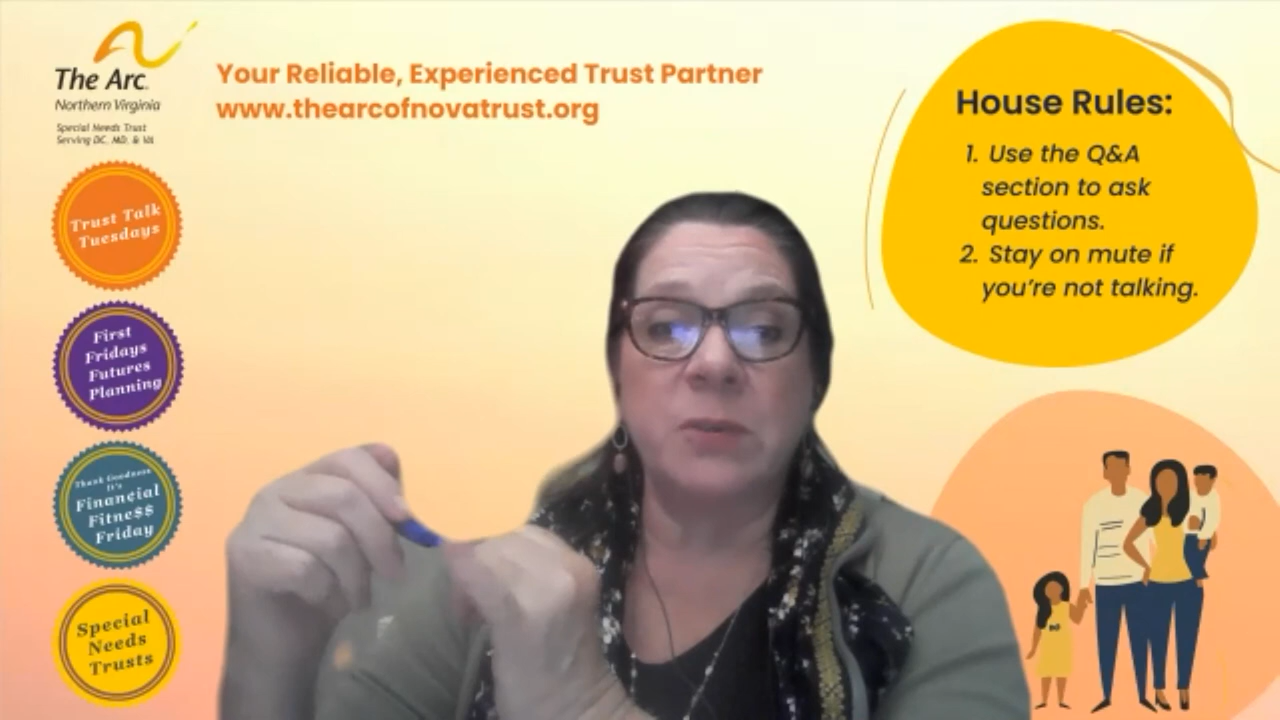 The Arc
Northern Virginia
Special Needs Trust
Serving DC, MD, & VA
Your Reliable, Experienced Trust Partner
www.thearcofnovatrust.org
House Rules:
1. Use the Q&A
section to ask
questions.
2. Stay on mute if
you're not talking.
Trust Talk
Tuesdays
First
Fridays
Futures
Planning
Thank Goodness
It's
Financial
Fitne$$
Friday
Special
Needs
Trusts